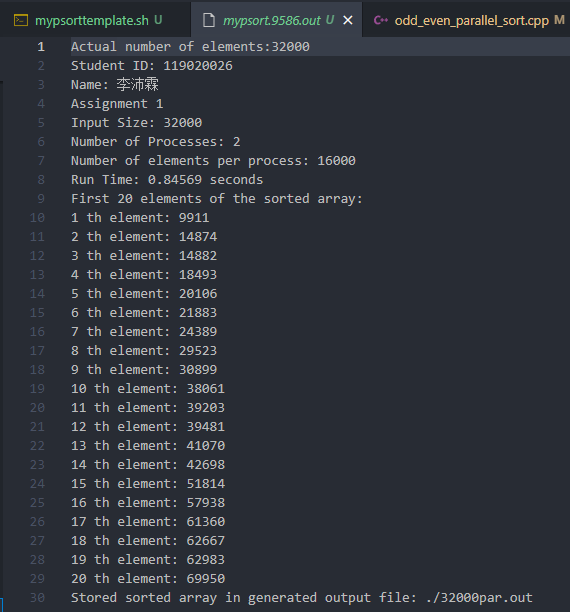 mypsorttemplate.sh U
mypsort.9586.out U
odd_even_parallel_sort.cpp M
1 Actual number of elements:32000
2 Student ID: 119020026
3 Name: 李沛霖
4 Assignment 1
5 Input Size: 32000
6 Number of Processes: 2
7 Number of elements per process: 16000
8 Run Time: 0.84569 seconds
9 First 20 elements of the sorted array:
10 1 th element: 9911
11 2 th element: 14874
12 3 th element: 14882
13 4 th element: 18493
14 5 th element: 20106
15 6 th element: 21883
16 7 th element: 24389
17 8 th element: 29523
18 9 th element: 30899
19 10 th element: 38061
20 11 th element: 39203
21 12 th element: 39481
22 13 th element: 41070
23 14 th element: 42698
24 15 th element: 51814
25 16 th element: 57938
26 17 th element: 61360
27 18 th element: 62667
28 19 th element: 62983
29 20 th element: 69950
30 Stored sorted array in generated output file: ./32000par.out